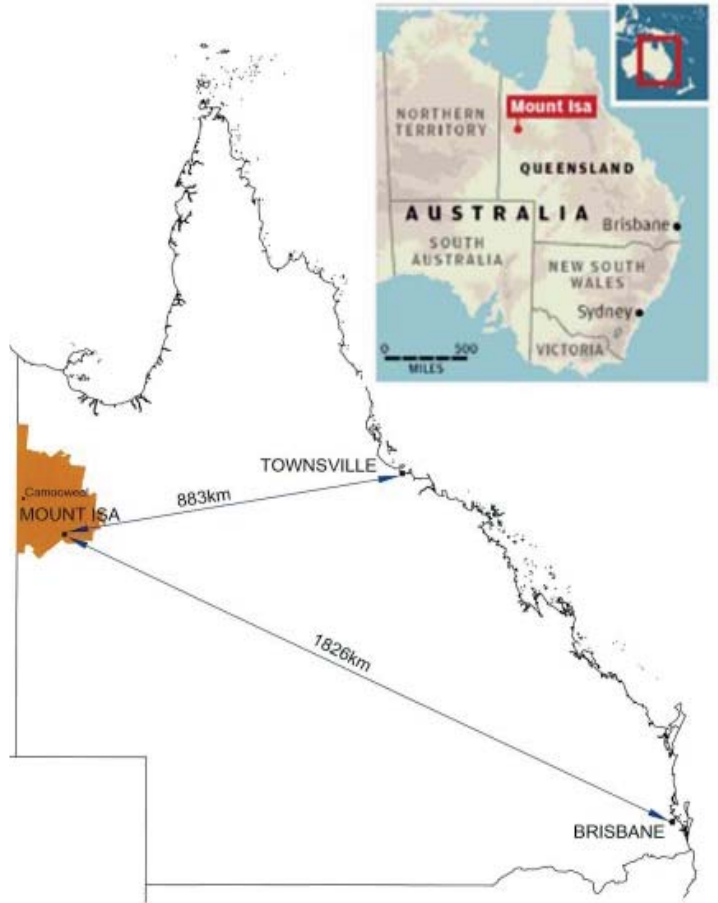 NORTHERN
TERRITORY
Mount Isa
QUEENSLAND
AUSTRALIA
Brisbane
SOUTH
AUSTRALIA
NEW SOUTH
WALES
Sydney
VICTORIA
0 500
MILES
TOWNSVILLE
883km
Camooweal
MOUNT ISA
1826km
BRISBANE